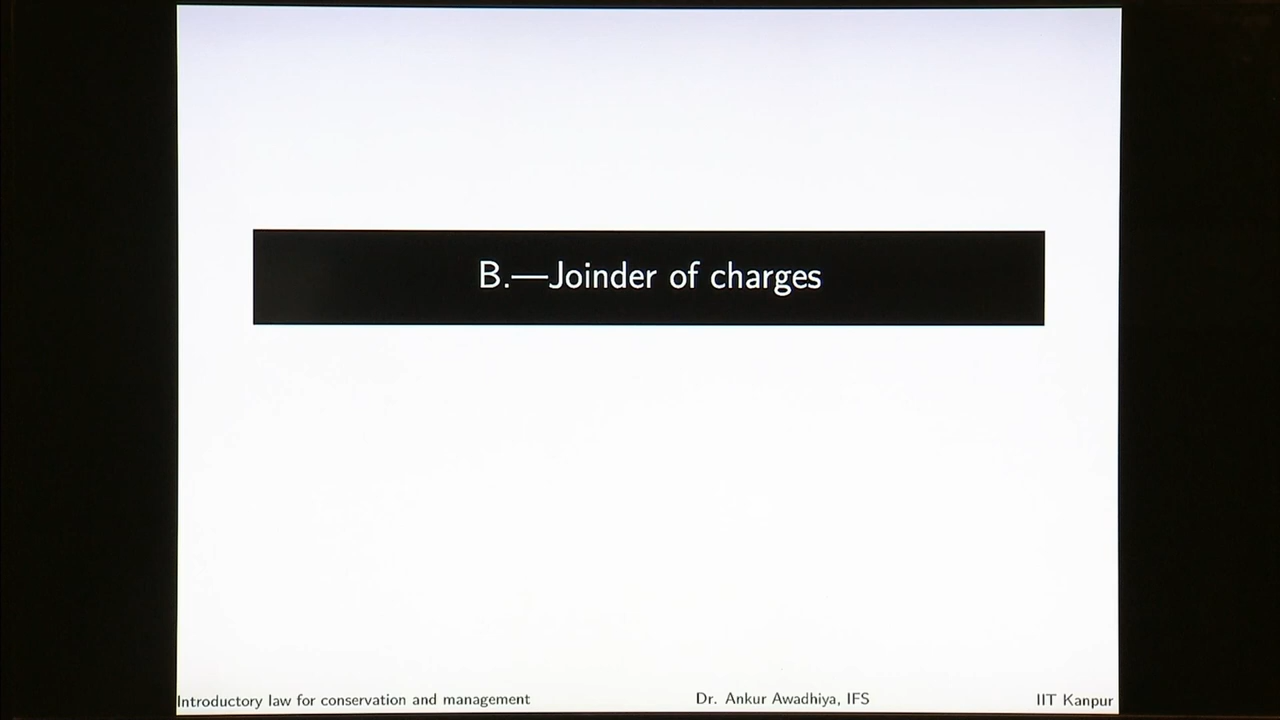 B.—Joinder of charges
Introductory law for conservation and management Dr. Ankur Awadhiya, IFS IIT Kanpur